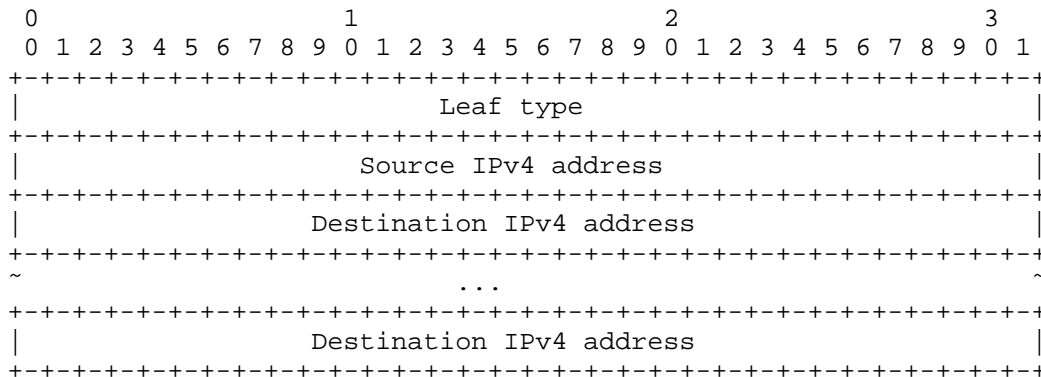 0                   1                   2                   3
 0 1 2 3 4 5 6 7 8 9 0 1 2 3 4 5 6 7 8 9 0 1 2 3 4 5 6 7 8 9 0 1
+-+-+-+-+-+-+-+-+-+-+-+-+-+-+-+-+-+-+-+-+-+-+-+-+-+-+-+-+-+-+-+-+
|                          Leaf type                            |
+-+-+-+-+-+-+-+-+-+-+-+-+-+-+-+-+-+-+-+-+-+-+-+-+-+-+-+-+-+-+-+-+
|                     Source IPv4 address                       |
+-+-+-+-+-+-+-+-+-+-+-+-+-+-+-+-+-+-+-+-+-+-+-+-+-+-+-+-+-+-+-+-+
|                  Destination IPv4 address                     |
+-+-+-+-+-+-+-+-+-+-+-+-+-+-+-+-+-+-+-+-+-+-+-+-+-+-+-+-+-+-+-+-+
~                           ...                                 ~
+-+-+-+-+-+-+-+-+-+-+-+-+-+-+-+-+-+-+-+-+-+-+-+-+-+-+-+-+-+-+-+-+
|                  Destination IPv4 address                     |
+-+-+-+-+-+-+-+-+-+-+-+-+-+-+-+-+-+-+-+-+-+-+-+-+-+-+-+-+-+-+-+-+